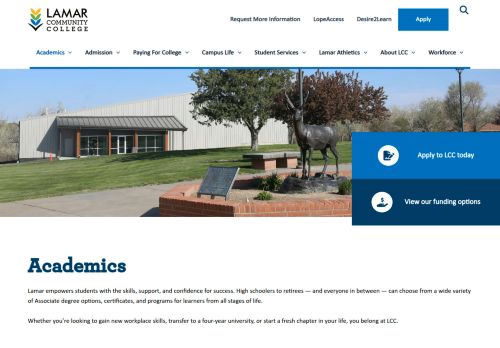 LAMAR
COMMUNITY
COLLEGE
Request More Information LopeAccess Desire2Learn Apply
Academics Admission Paying For College Campus Life Student Services Lamar Athletics About LCC Workforce
Apply to LCC today
View our funding options
Academics
Lamar empowers students with the skills, support, and confidence for success. High schoolers to retirees — and everyone in between — can choose from a wide variety
of Associate degree options, certificates, and programs for learners from all stages of life.
Whether you're looking to gain new workplace skills, transfer to a four-year university, or start a fresh chapter in your life, you belong at LCC.